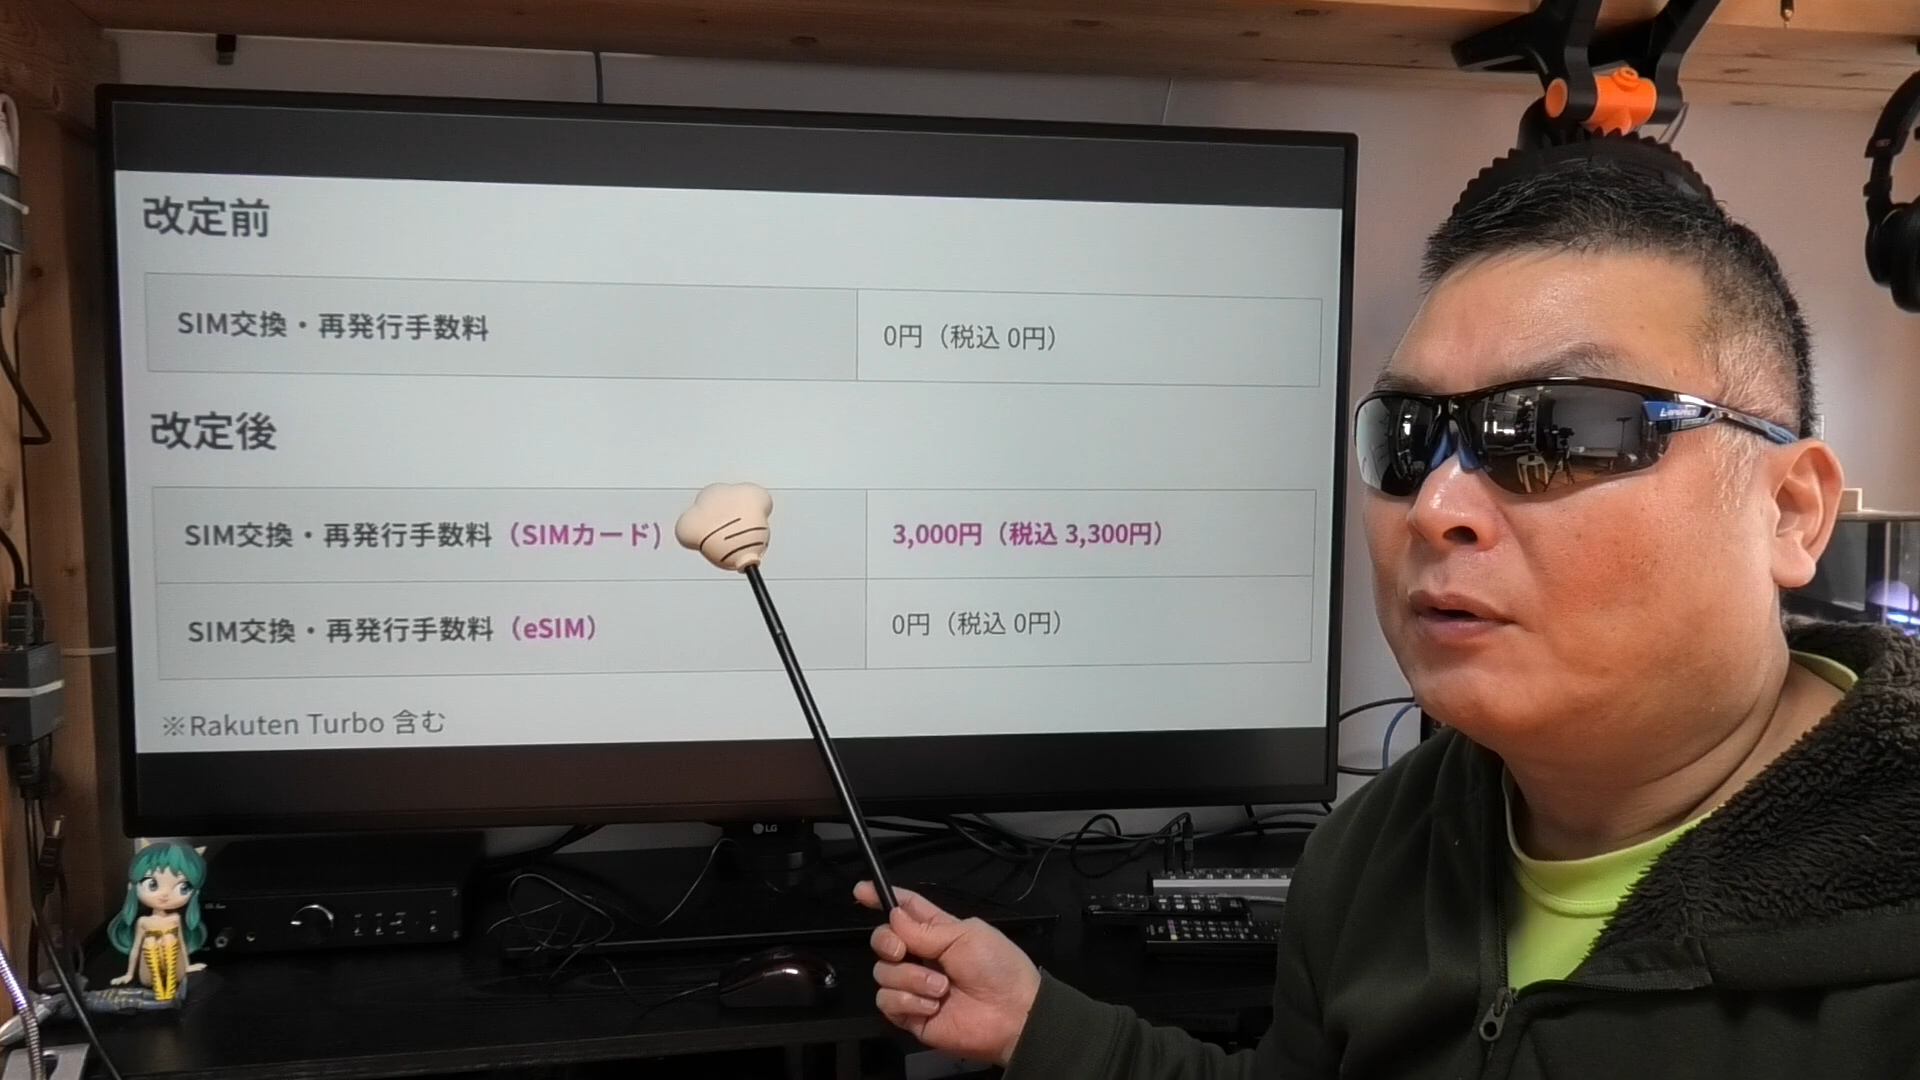 改定前
SIM交換・再発行手数料 0円（税込 0円）
改定後
SIM交換・再発行手数料（SIMカード) 3,000円（税込 3,300円）
SIM交換・再発行手数料（eSIM） 0円（税込 0円）
※Rakuten Turbo 含む
LG